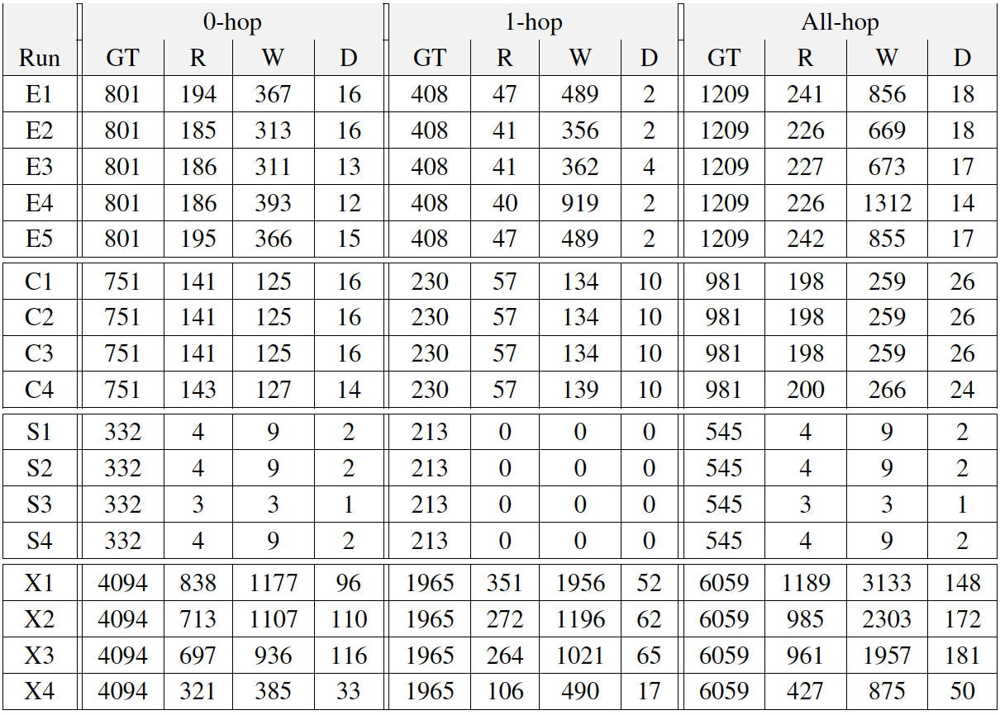 0-hop 1-hop All-hop
Run GT R W D GT R W D GT R W D
E1 801 194 367 16 408 47 489 2 1209 241 856 18
E2 801 185 313 16 408 41 356 2 1209 226 669 18
E3 801 186 311 13 408 41 362 4 1209 227 673 17
E4 801 186 393 12 408 40 919 2 1209 226 1312 14
E5 801 195 366 15 408 47 489 2 1209 242 855 17
C1 751 141 125 16 230 57 134 10 981 198 259 26
C2 751 141 125 16 230 57 134 10 981 198 259 26
C3 751 141 125 16 230 57 134 10 981 198 259 26
C4 751 143 127 14 230 57 139 10 981 200 266 24
S1 332 4 9 2 213 0 0 0 545 4 9 2
S2 332 4 9 2 213 0 0 0 545 4 9 2
S3 332 3 3 1 213 0 0 0 545 3 3 1
S4 332 4 9 2 213 0 0 0 545 4 9 2
X1 4094 838 1177 96 1965 351 1956 52 6059 1189 3133 148
X2 4094 713 1107 110 1965 272 1196 62 6059 985 2303 172
X3 4094 697 936 116 1965 264 1021 65 6059 961 1957 181
X4 4094 321 385 33 1965 106 490 17 6059 427 875 50